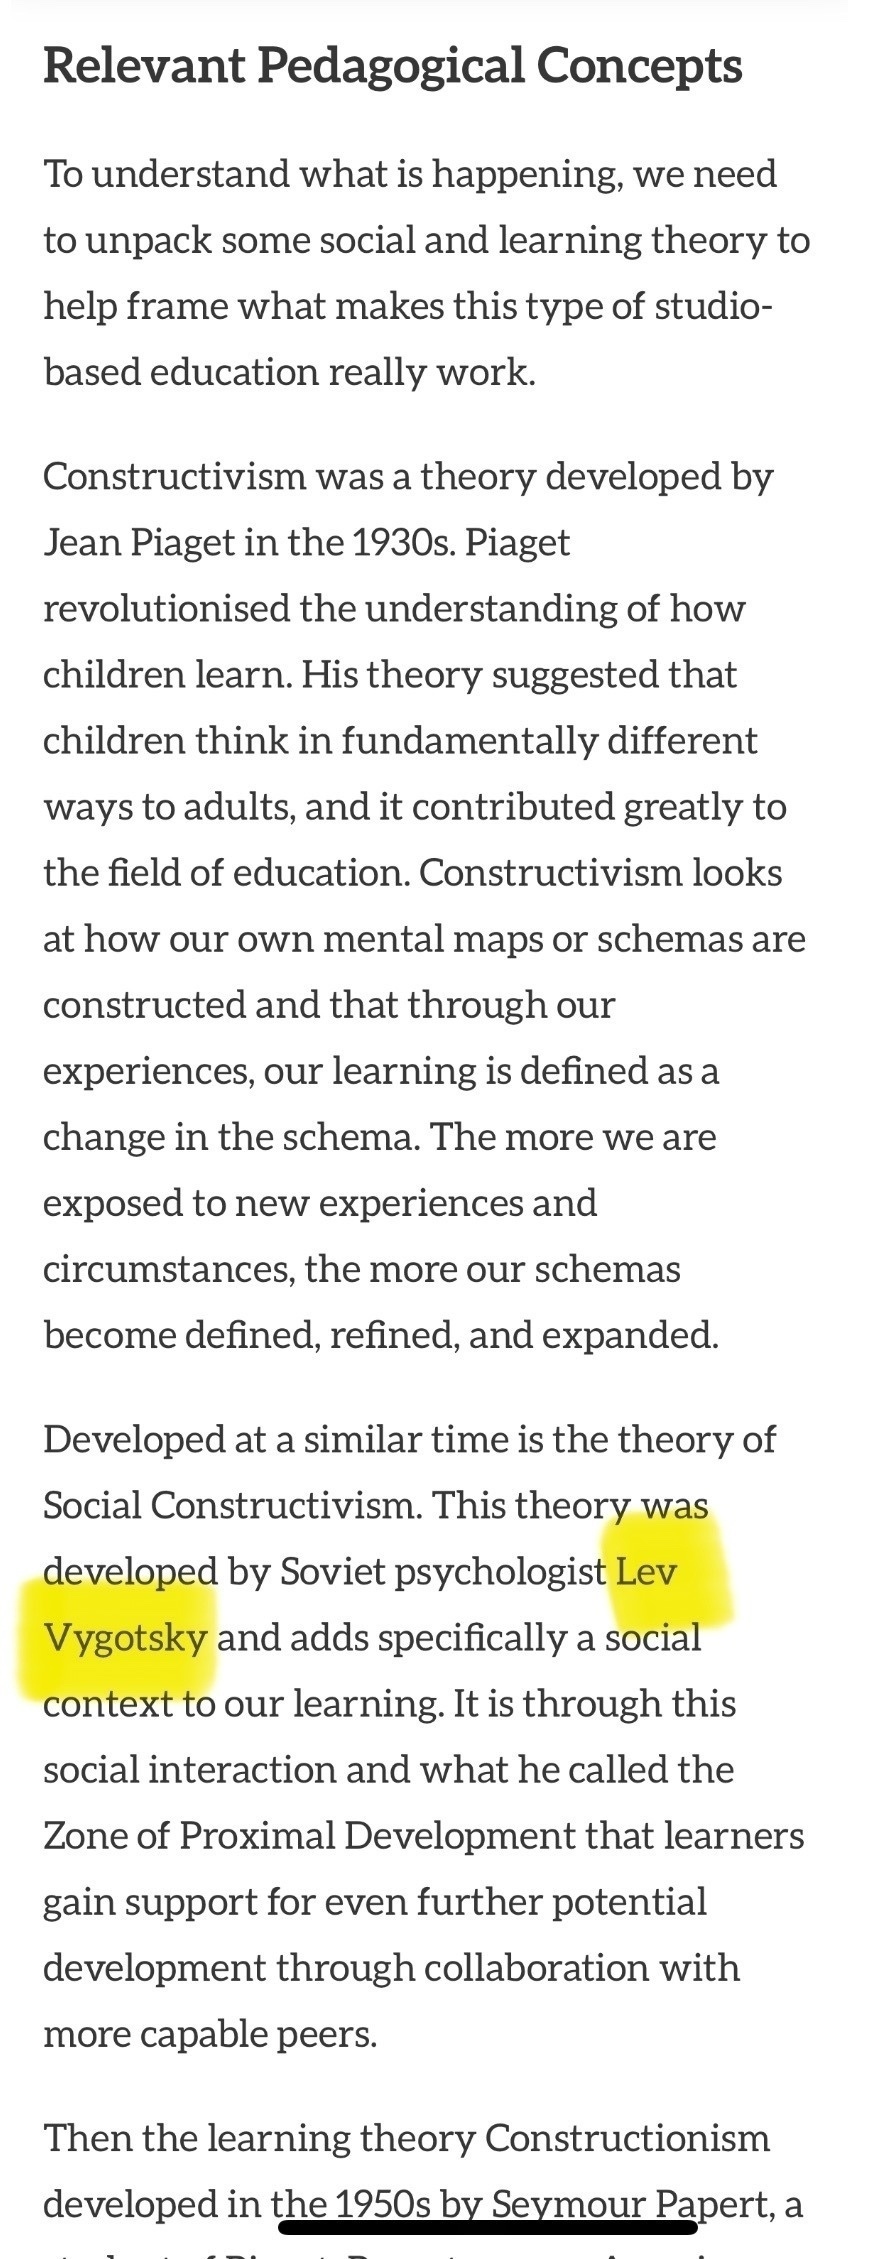 Relevant Pedagogical Concepts
To understand what is happening, we need
to unpack some social and learning theory to
help frame what makes this type of studio-
based education really work.
Constructivism was a theory developed by
Jean Piaget in the 1930s. Piaget
revolutionised the understanding of how
children learn. His theory suggested that
children think in fundamentally different
ways to adults, and it contributed greatly to
the field of education. Constructivism looks
at how our own mental maps or schemas are
constructed and that through our
experiences, our learning is defined as a
change in the schema. The more we are
exposed to new experiences and
circumstances, the more our schemas
become defined, refined, and expanded.
Developed at a similar time is the theory of
Social Constructivism. This theory was
developed by Soviet psychologist Lev
Vygotsky and adds specifically a social
context to our learning. It is through this
social interaction and what he called the
Zone of Proximal Development that learners
gain support for even further potential
development through collaboration with
more capable peers.
Then the learning theory Constructionism
developed in the 1950s by Seymour Papert, a